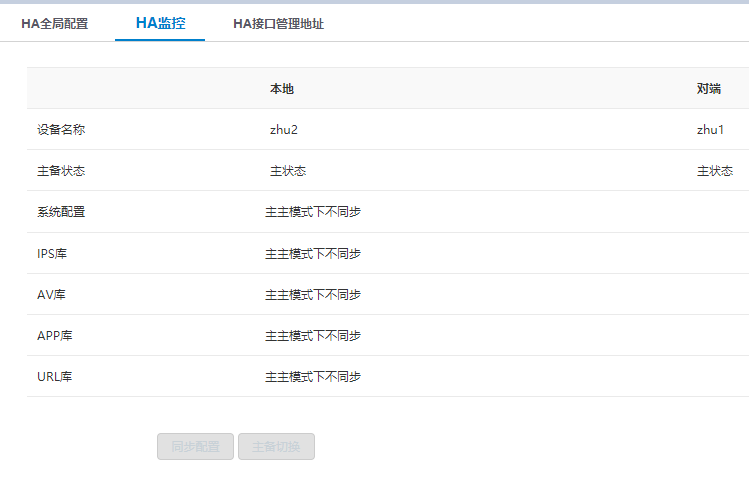 HA全局配置 HA监控 HA接口管理地址
本地 对端
设备名称 zhu2 zhu1
主备状态 主状态 主状态
系统配置 主主模式下不同步
IPS库 主主模式下不同步
AV库 主主模式下不同步
APP库 主主模式下不同步
URL库 主主模式下不同步
同步配置 主备切换